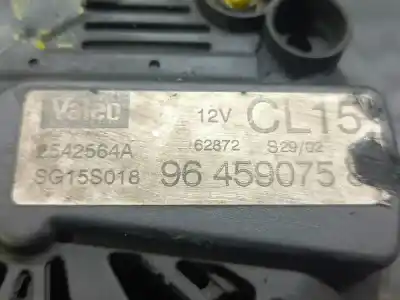 Valeo 12V CL15
2542564A 62872 S29/02
SG15S018 96 459075